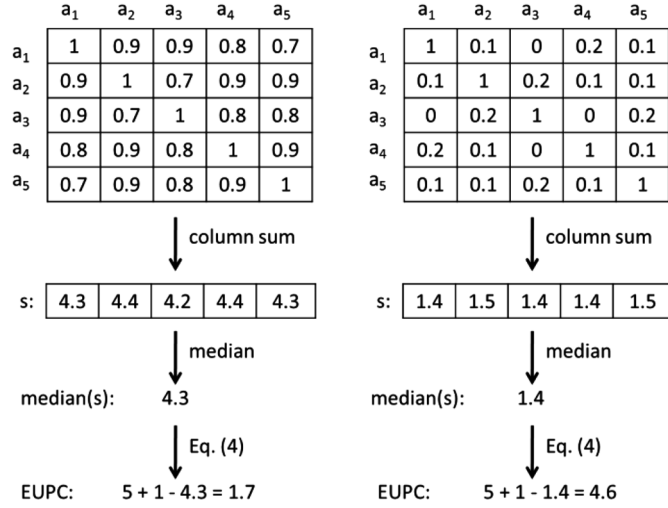 a1 a2 a3 a4 a5
a1 1 0.9 0.9 0.8 0.7
a2 0.9 1 0.7 0.9 0.9
a3 0.9 0.7 1 0.8 0.8
a4 0.8 0.9 0.8 1 0.9
a5 0.7 0.9 0.8 0.9 1
column sum
s: 4.3 4.4 4.2 4.4 4.3
median
median(s): 4.3
Eq. (4)
EUPC: 5 + 1 - 4.3 = 1.7
a1 a2 a3 a4 a5
a1 1 0.1 0 0.2 0.1
a2 0.1 1 0.2 0.1 0.1
a3 0 0.2 1 0 0.2
a4 0.2 0.1 0 1 0.1
a5 0.1 0.1 0.2 0.1 1
column sum
s: 1.4 1.5 1.4 1.4 1.5
median
median(s): 1.4
Eq. (4)
EUPC: 5 + 1 - 1.4 = 4.6